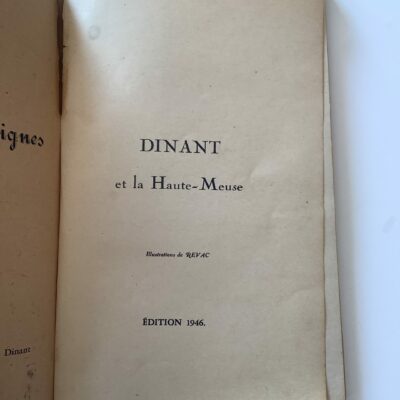 ignes
Dinant
DINANT
et la Haute-Meuse
Illustrations de REVAC
ÉDITION 1946.